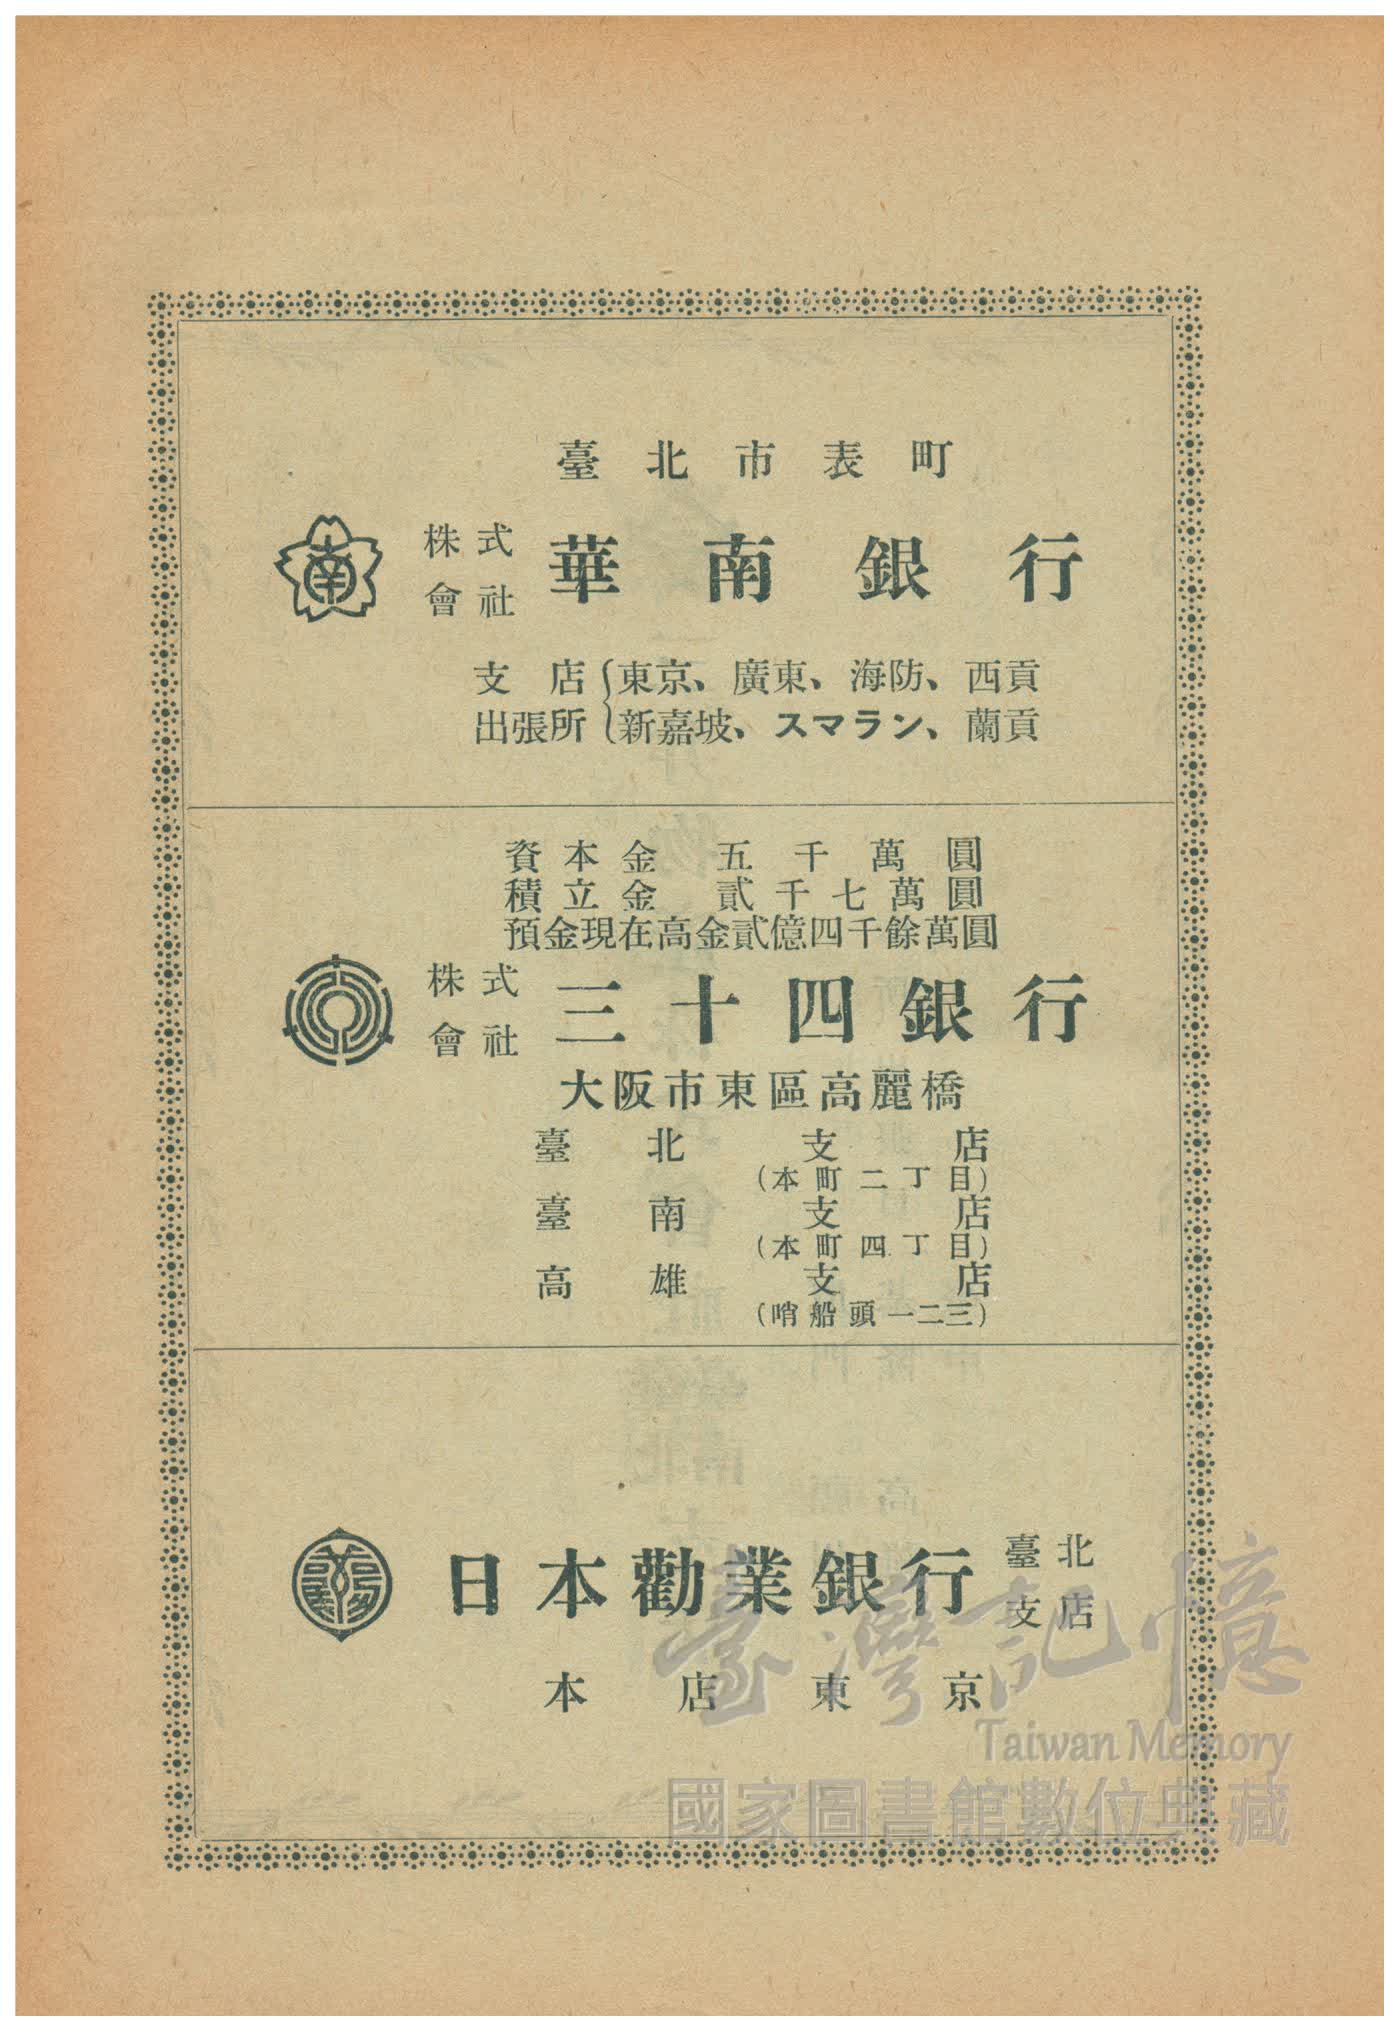 臺北市表町
南
株式會社 華南銀行
支店 東京、廣東、海防、西貢
出張所 新嘉坡、スマラン、蘭貢
資本金 五千萬圓
積立金 貳千七萬圓
預金現在高金貳億四千餘萬圓
株式會社 三十四銀行
大阪市東區高麗橋
臺北支店
(本町二丁目)
臺南支店
(本町四丁目)
高雄支店
(哨船頭一二三)
日本勸業銀行 臺北支店
本店東京
臺灣記憶
Taiwan Memory
國家圖書館數位典藏